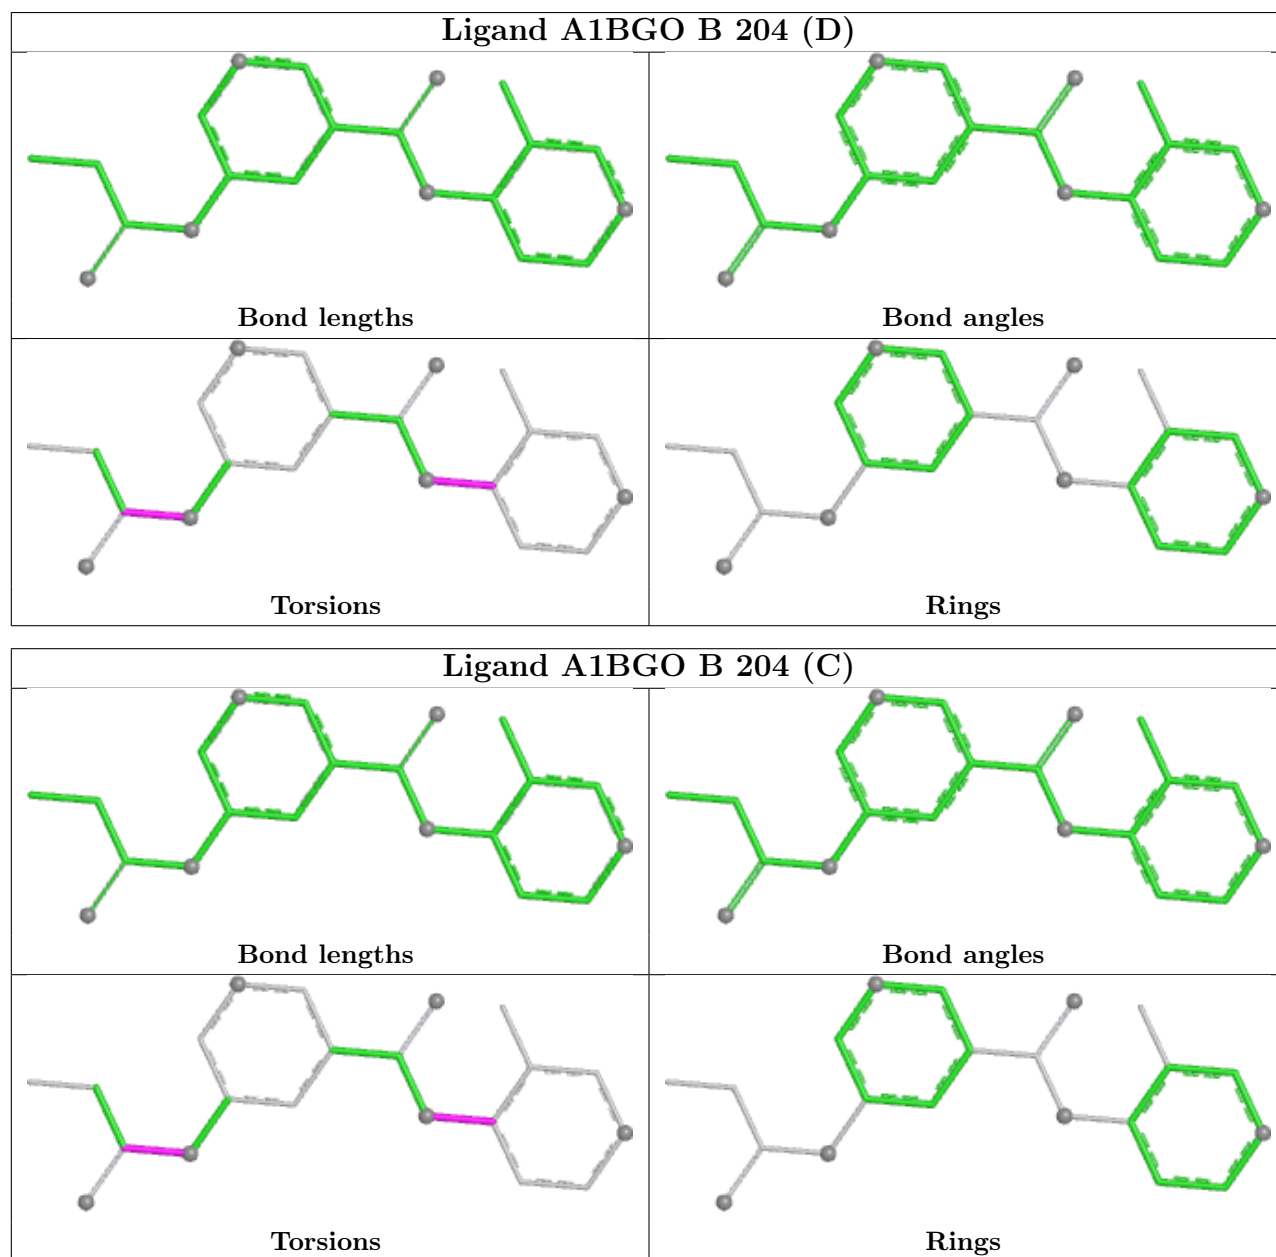 Ligand A1BGO B 204 (D)
Bond lengths
Bond angles
Torsions
Rings
Ligand A1BGO B 204 (C)
Bond lengths
Bond angles
Torsions
Rings